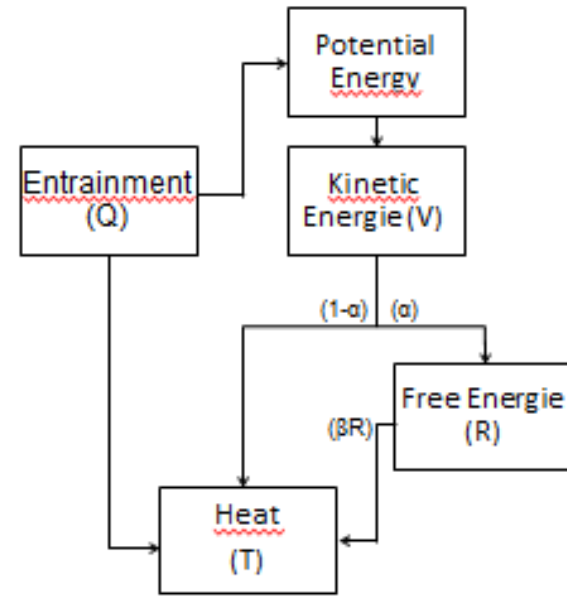 Potential
Energy
Entrainment
(Q)
Kinetic
Energie (V)
(1-α) (α)
Free Energie
(R)
(βR)
Heat
(T)